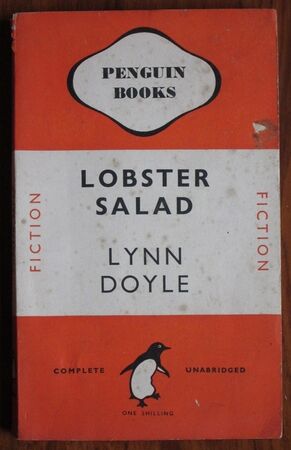 PENGUIN
BOOKS
LOBSTER
SALAD
FICTION
FICTION
LYNN
DOYLE
COMPLETE
UNABRIDGED
ONE SHILLING